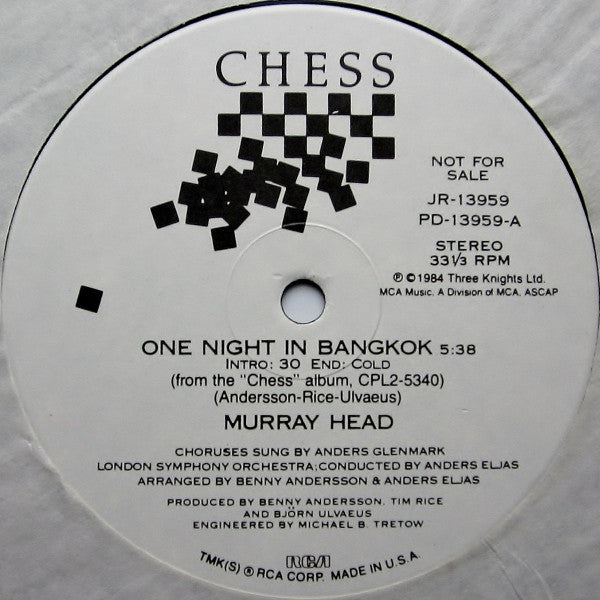 CHESS
NOT FOR
SALE
JR-13959
PD-13959-A
STEREO
33⅓ RPM
℗ © 1984 Three Knights Ltd.
MCA Music, A Division of MCA, ASCAP
ONE NIGHT IN BANGKOK 5:38
INTRO: 30 END: COLD
(from the "Chess" album, CPL2-5340)
(Andersson-Rice-Ulvaeus)
MURRAY HEAD
CHORUSES SUNG BY ANDERS GLENMARK
LONDON SYMPHONY ORCHESTRA; CONDUCTED BY ANDERS ELJAS
ARRANGED BY BENNY ANDERSSON & ANDERS ELJAS
PRODUCED BY BENNY ANDERSSON, TIM RICE
AND BJÖRN ULVAEUS
ENGINEERED BY MICHAEL B. TRETOW
RCA
TMK(S) ® RCA CORP. MADE IN U.S.A.